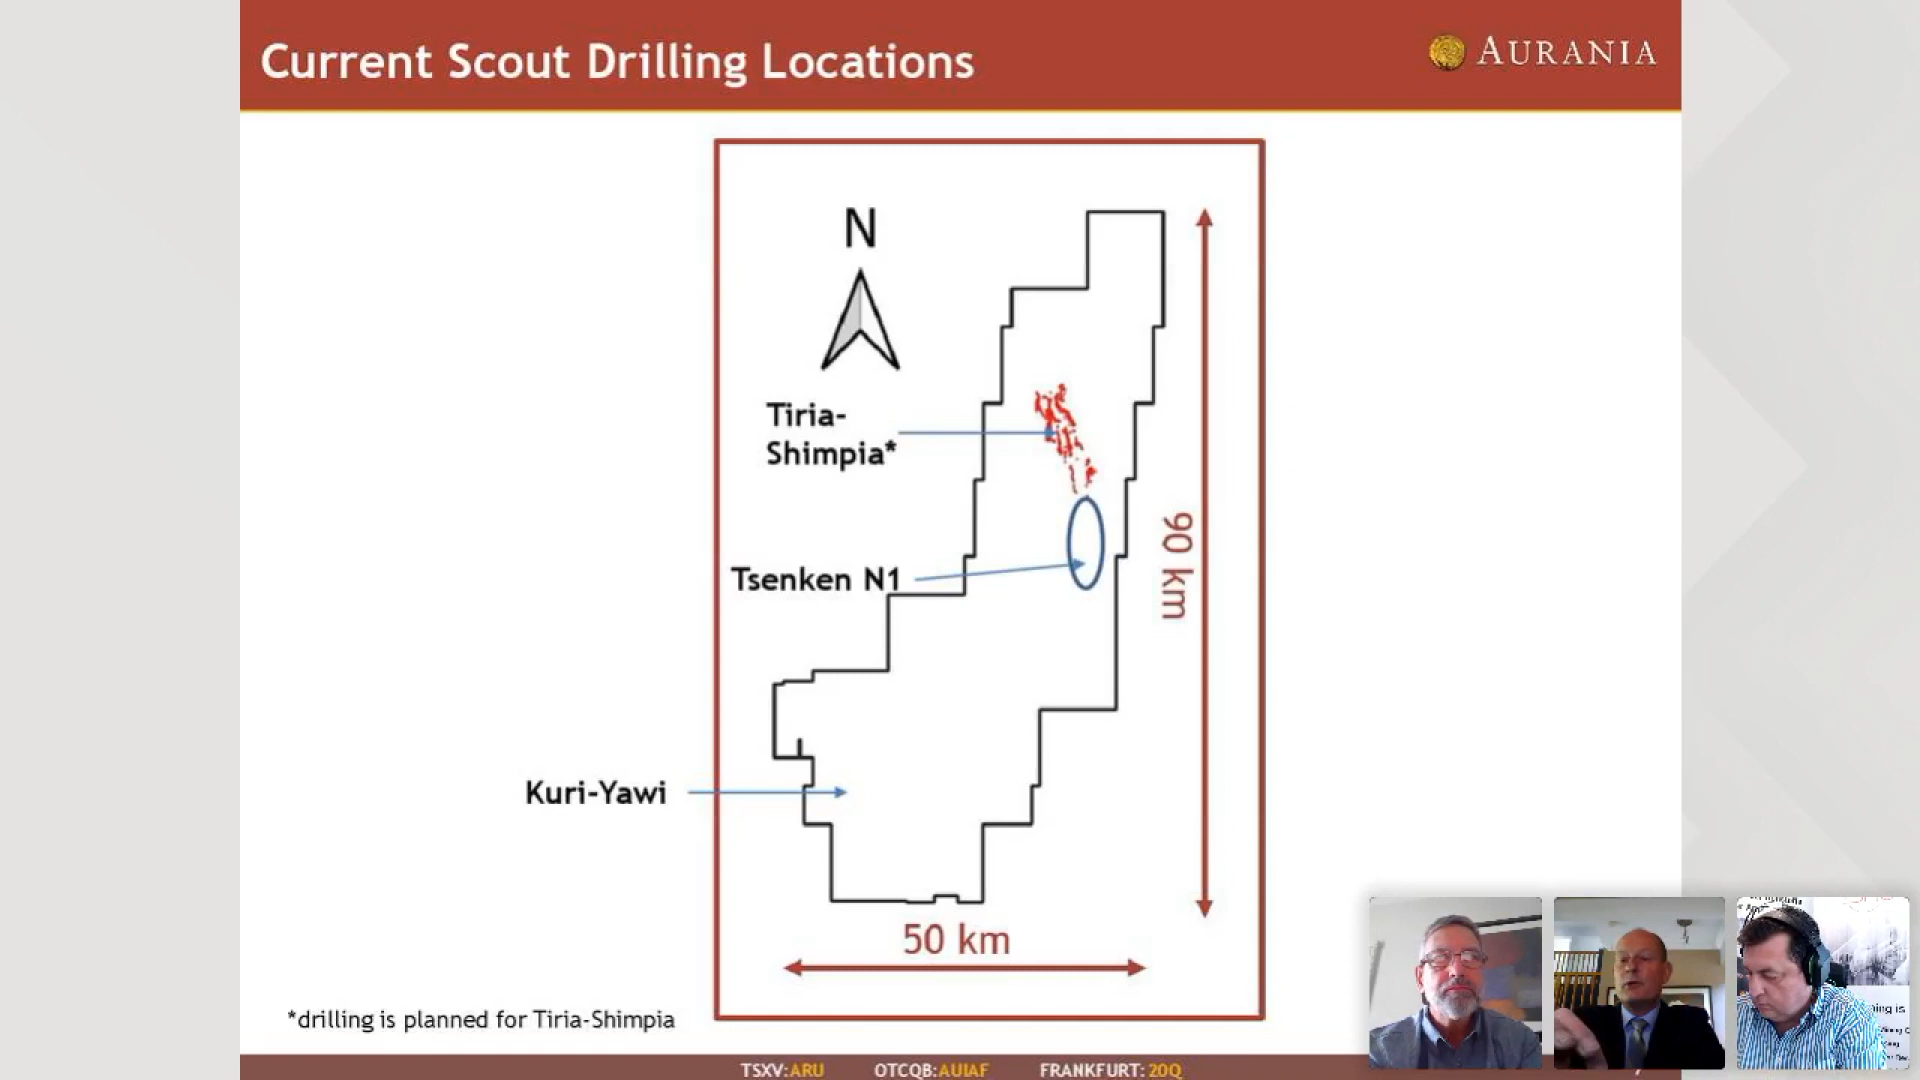 Current Scout Drilling Locations
AURANIA
N
Tiria-
Shimpia*
90 km
Tsenken N1
Kuri-Yawi
50 km
*drilling is planned for Tiria-Shimpia
TSXV:ARU OTCQB:AUIAF FRANKFURT: 20Q